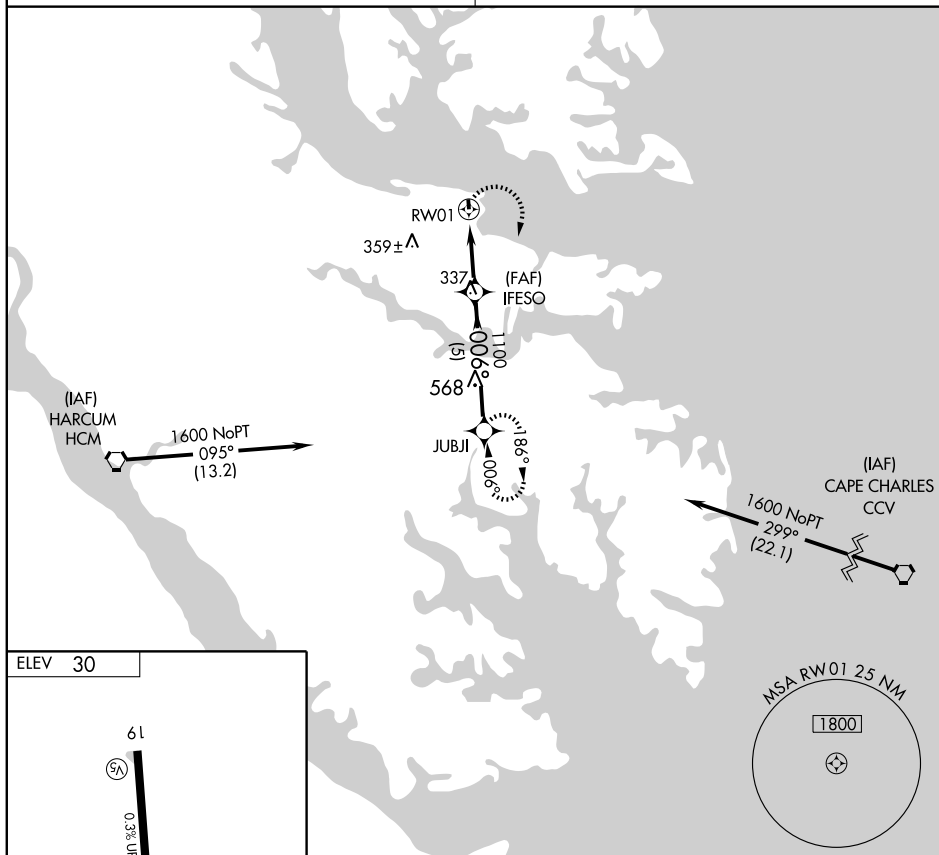 RW01
359±
337
(FAF)
IFESO
1100
006°
(5)
568
JUBJI
186°
006°
(IAF)
HARCUM
HCM
1600 NoPT
095°
(13.2)
(IAF)
CAPE CHARLES
CCV
1600 NoPT
299°
(22.1)
ELEV 30
19
V5
0.3% UP
MSA RW01 25 NM
1800